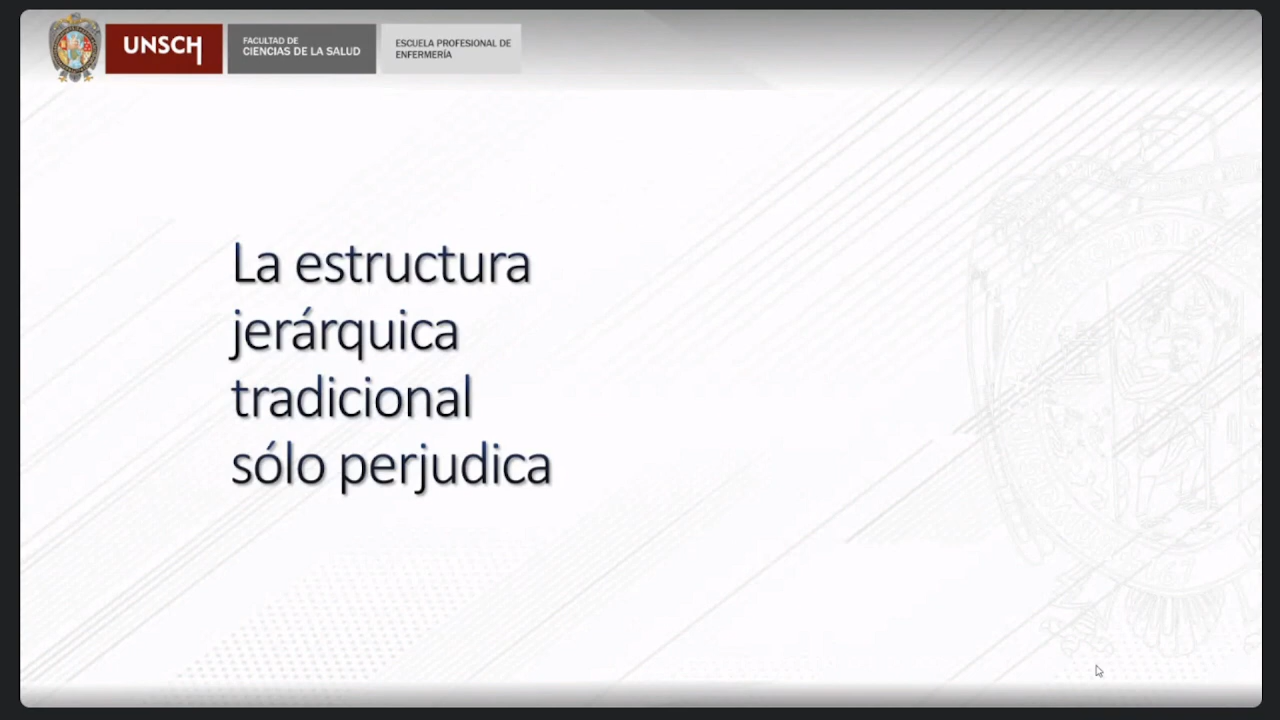 UNSCH
FACULTAD DE
CIENCIAS DE LA SALUD
ESCUELA PROFESIONAL DE
ENFERMERÍA
La estructura
jerárquica
tradicional
sólo perjudica